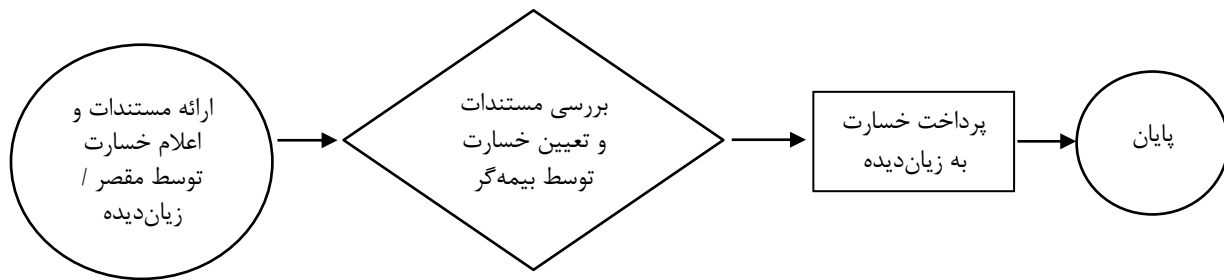 ارائه مستندات و
اعلام خسارت
توسط مقصر /
زیان‌دیده
بررسی مستندات
و تعیین خسارت
توسط بیمه‌گر
پرداخت خسارت
به زیان‌دیده
پایان